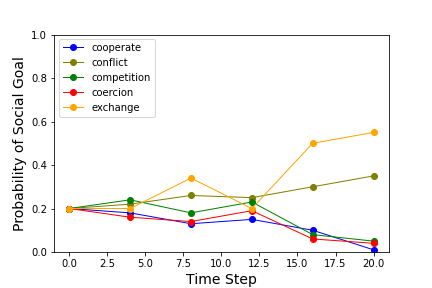 cooperate
conflict
competition
coercion
exchange
Probability of Social Goal
1.0
0.8
0.6
0.4
0.2
0.0
0.0 2.5 5.0 7.5 10.0 12.5 15.0 17.5 20.0
Time Step